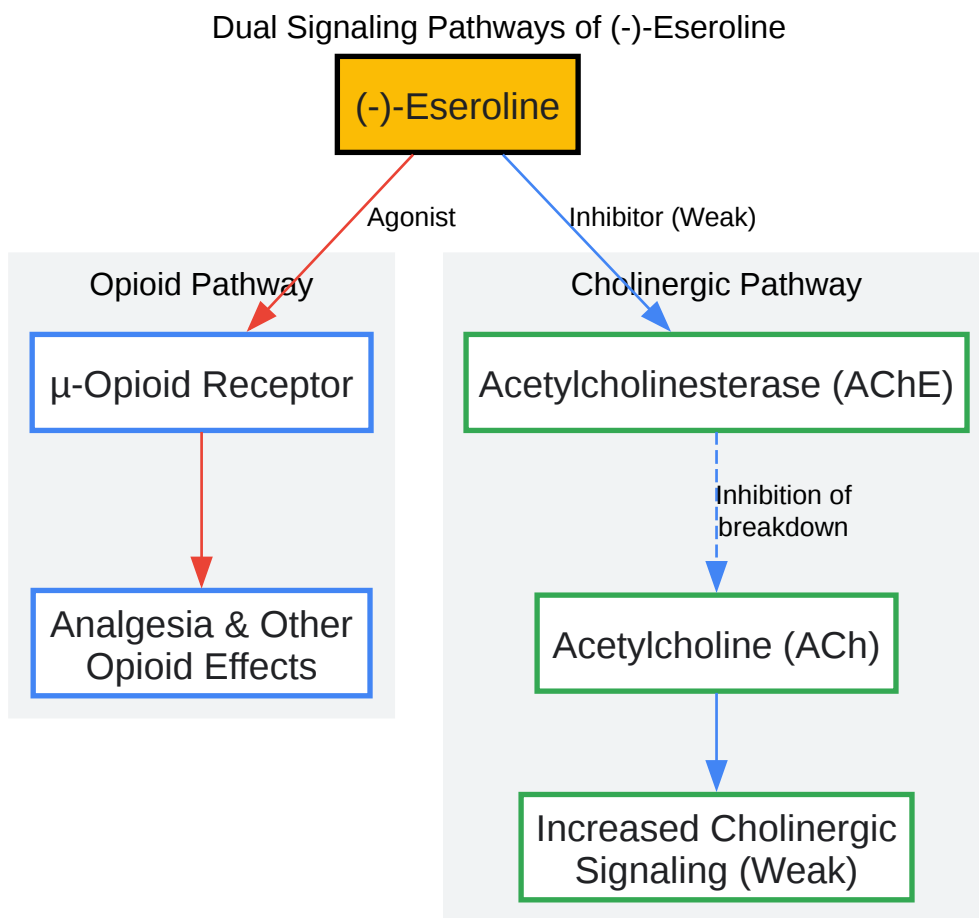 Dual Signaling Pathways of (-)-Eseroline
(-)-Eseroline
Agonist
Inhibitor (Weak)
Opioid Pathway
µ-Opioid Receptor
Analgesia & Other
Opioid Effects
Cholinergic Pathway
Acetylcholinesterase (AChE)
Inhibition of
breakdown
Acetylcholine (ACh)
Increased Cholinergic
Signaling (Weak)